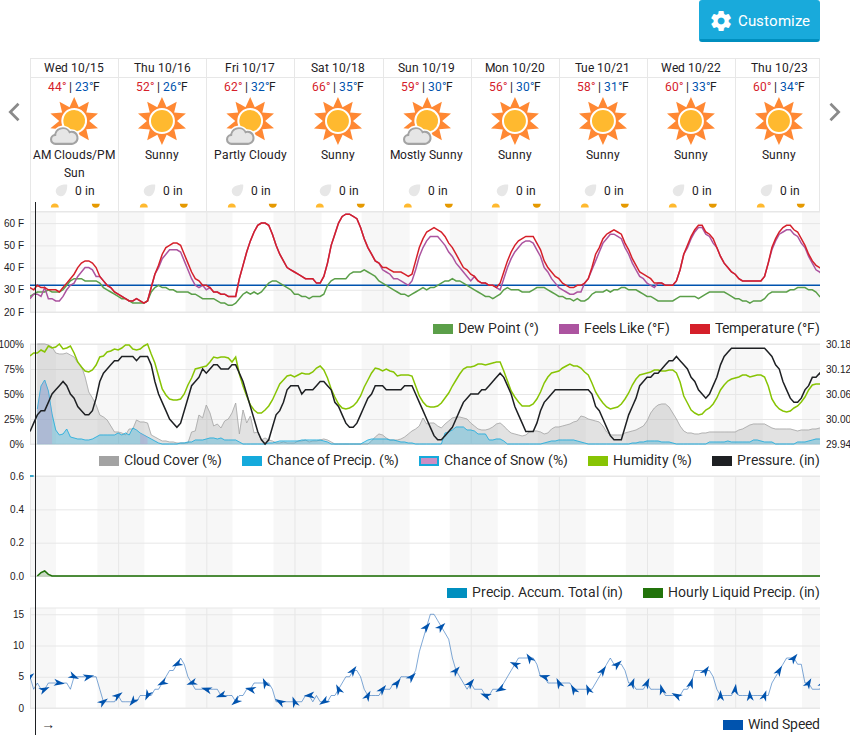 Customize
Wed 10/15 Thu 10/16 Fri 10/17 Sat 10/18 Sun 10/19 Mon 10/20 Tue 10/21 Wed 10/22 Thu 10/23
44° | 23°F 52° | 26°F 62° | 32°F 66° | 35°F 59° | 30°F 56° | 30°F 58° | 31°F 60° | 33°F 60° | 34°F
AM Clouds/PM Sunny Partly Cloudy Sunny Mostly Sunny Sunny Sunny Sunny Sunny
Sun
0 in 0 in 0 in 0 in 0 in 0 in 0 in 0 in 0 in
60 F
50 F
40 F
30 F
20 F
Dew Point (°) Feels Like (°F) Temperature (°F)
100% 30.18
75% 30.12
50% 30.06
25% 30.00
0% 29.94
Cloud Cover (%) Chance of Precip. (%) Chance of Snow (%) Humidity (%) Pressure. (in)
0.6
0.4
0.2
0.0
Precip. Accum. Total (in) Hourly Liquid Precip. (in)
15
10
5
0
→ Wind Speed